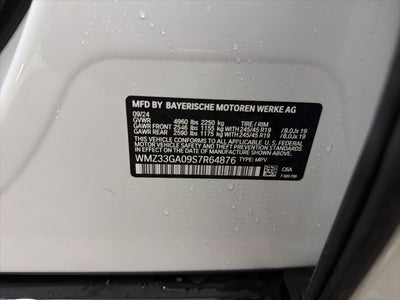 MFD BY BAYERISCHE MOTOREN WERKE AG
09/24
GVWR 4960 lbs 2250 kg TIRE / RIM
GAWR FRONT 2546 lbs 1155 kg WITH 245/45 R19 / 8.0Jx 19
GAWR REAR 2590 lbs 1175 kg WITH 245/45 R19 / 8.0Jx 19
THIS VEHICLE CONFORMS TO ALL APPLICABLE U. S. FEDERAL
MOTOR VEHICLE SAFETY, BUMPER, AND THEFT PREVENTION
STANDARDS IN EFFECT ON THE DATE OF MANUFACTURE SHOWN ABOVE.
WMZ33GA09S7R64876 TYPE: MPV
C6A